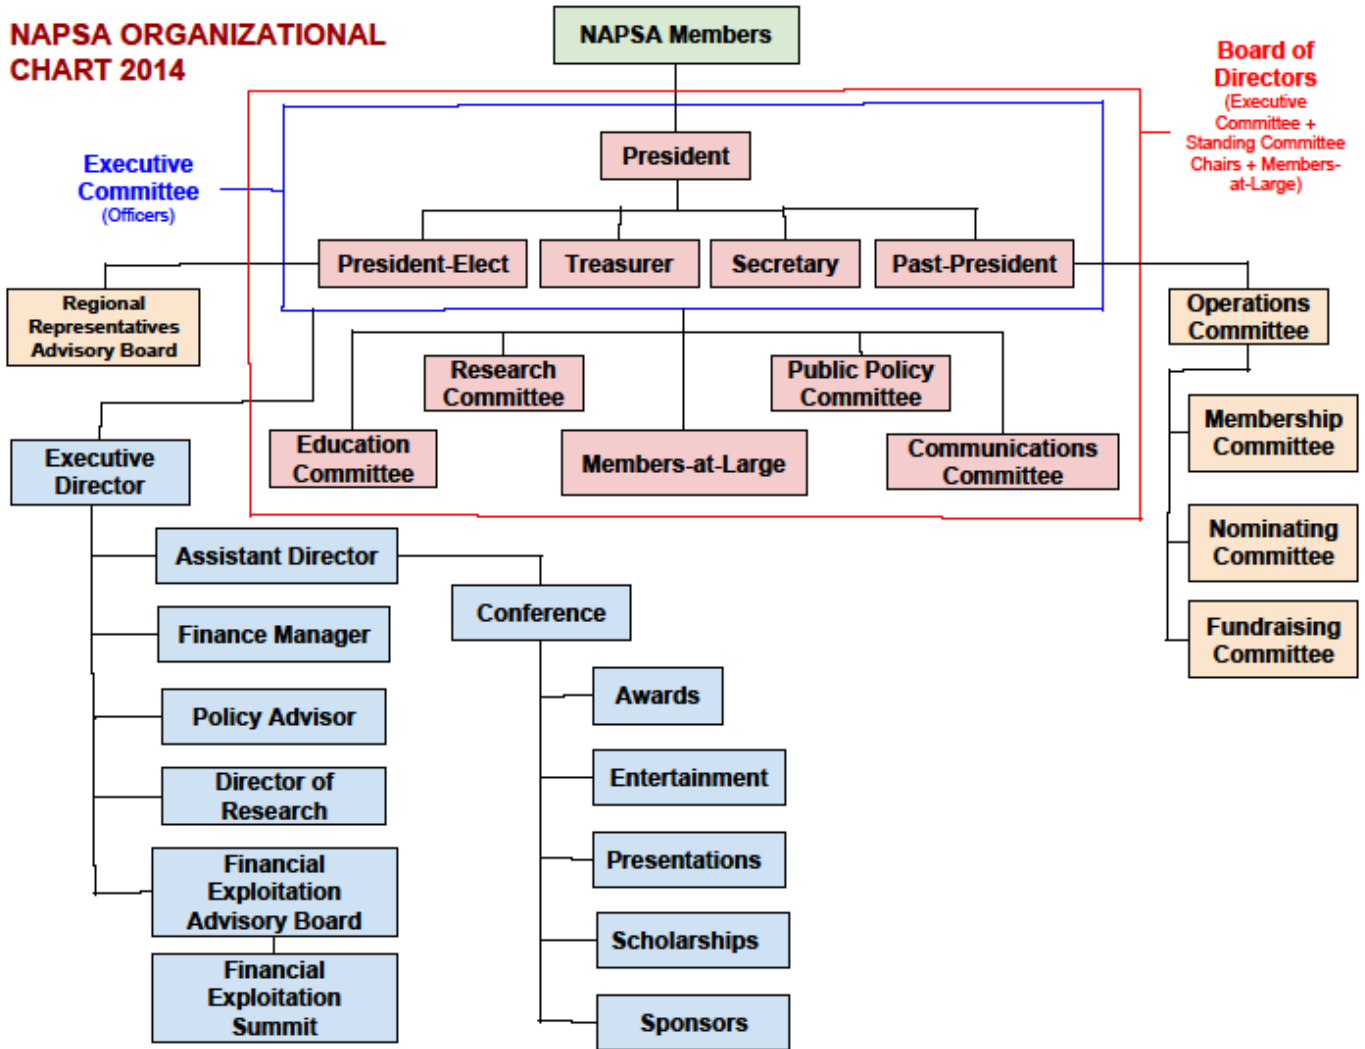 NAPSA ORGANIZATIONAL
CHART 2014
NAPSA Members
Board of
Directors
(Executive
Committee +
Standing Committee
Chairs + Members-
at-Large)
Executive
Committee
(Officers)
President
President-Elect
Treasurer
Secretary
Past-President
Regional
Representatives
Advisory Board
Operations
Committee
Research
Committee
Public Policy
Committee
Education
Committee
Members-at-Large
Communications
Committee
Membership
Committee
Nominating
Committee
Fundraising
Committee
Executive
Director
Assistant Director
Finance Manager
Policy Advisor
Director of
Research
Financial
Exploitation
Advisory Board
Financial
Exploitation
Summit
Conference
Awards
Entertainment
Presentations
Scholarships
Sponsors